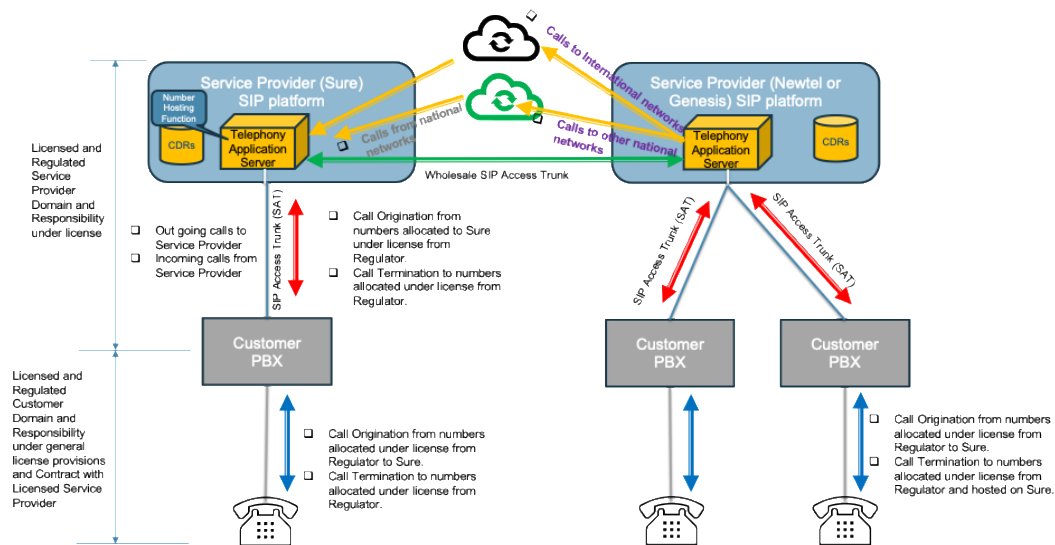 Service Provider (Sure)
SIP platform
Number
Hosting
Function
Telephony
Application
Server
CDRs
Calls to International networks
Calls from national
networks
Calls to other national
networks
Wholesale SIP Access Trunk
Service Provider (Newtel or
Genesis) SIP platform
Telephony
Application
Server
CDRs
Licensed and
Regulated
Service
Provider
Domain and
Responsibility
under license
Out going calls to
Service Provider
Incoming calls from
Service Provider
SIP Access Trunk (SAT)
Call Origination from
numbers allocated to Sure
under license from
Regulator.
Call Termination to numbers
allocated under license from
Regulator.
SIP Access Trunk (SAT)
SIP Access Trunk (SAT)
Customer
PBX
Customer
PBX
Customer
PBX
Licensed and
Regulated
Customer
Domain and
Responsibility
under general
license provisions
and Contract with
Licensed Service
Provider
Call Origination from numbers
allocated under license from
Regulator to Sure.
Call Termination to numbers
allocated under license from
Regulator.
Call Origination from numbers
allocated under license from
Regulator to Sure.
Call Termination to numbers
allocated under license from
Regulator and hosted on Sure.